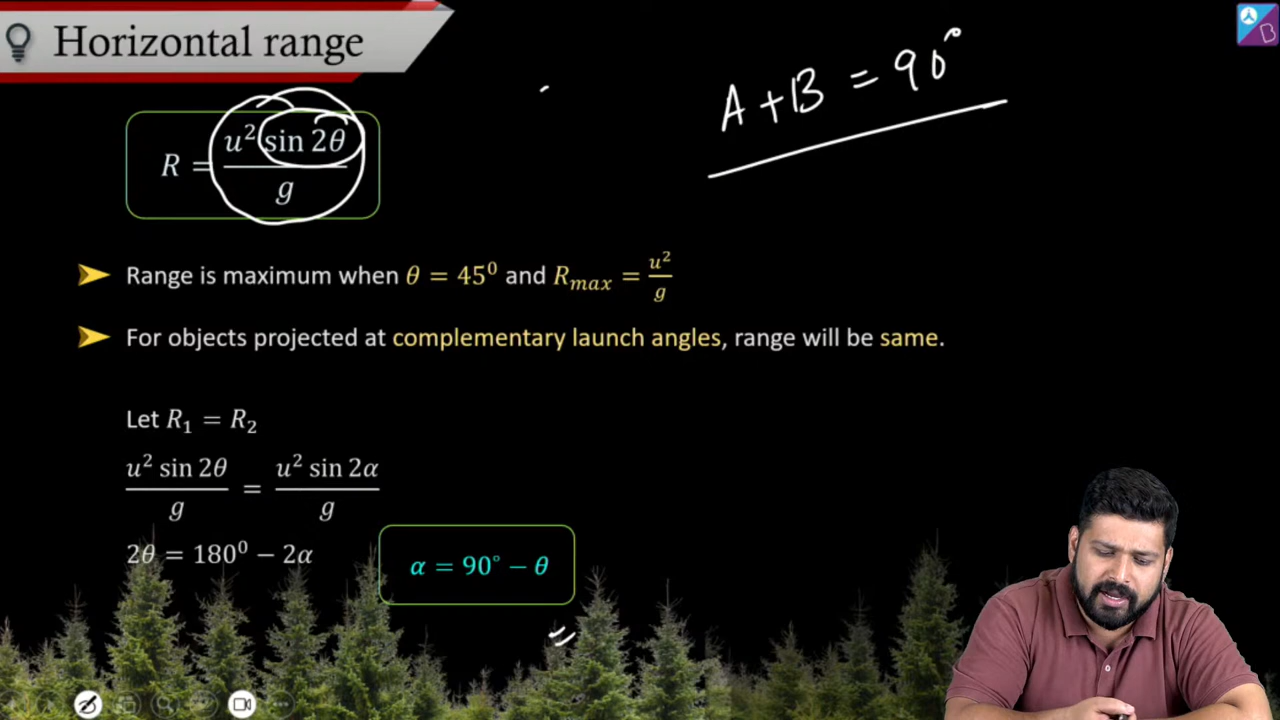 Horizontal range
A + B = 90°
R = u² sin 2θ / g
Range is maximum when θ = 45⁰ and Rₘₐₓ = u² / g
For objects projected at complementary launch angles, range will be same.
Let R₁ = R₂
u² sin 2θ / g = u² sin 2α / g
2θ = 180⁰ − 2α
α = 90° − θ
B